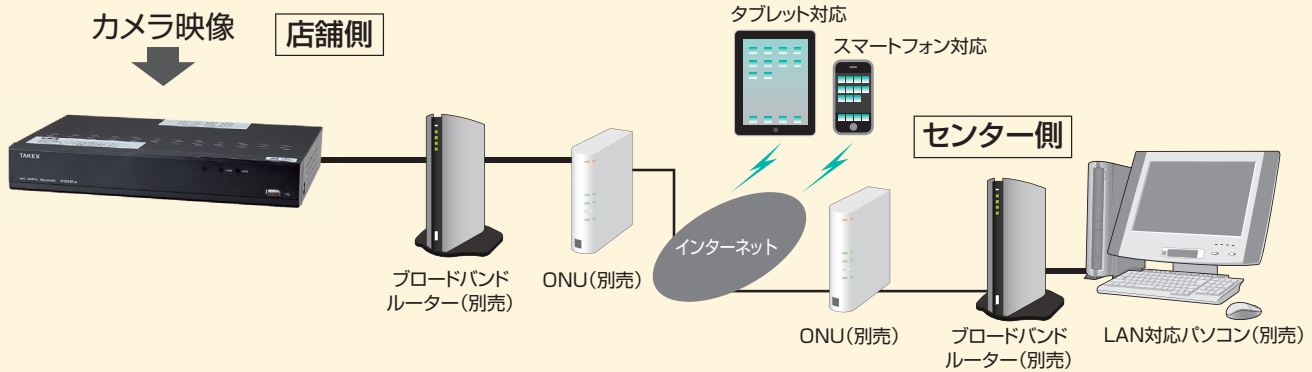 カメラ映像
店舗側
タブレット対応
スマートフォン対応
センター側
TAKEX
インターネット
ブロードバンド
ルーター(別売)
ONU(別売)
ONU(別売)
ブロードバンド
ルーター(別売)
LAN対応パソコン(別売)